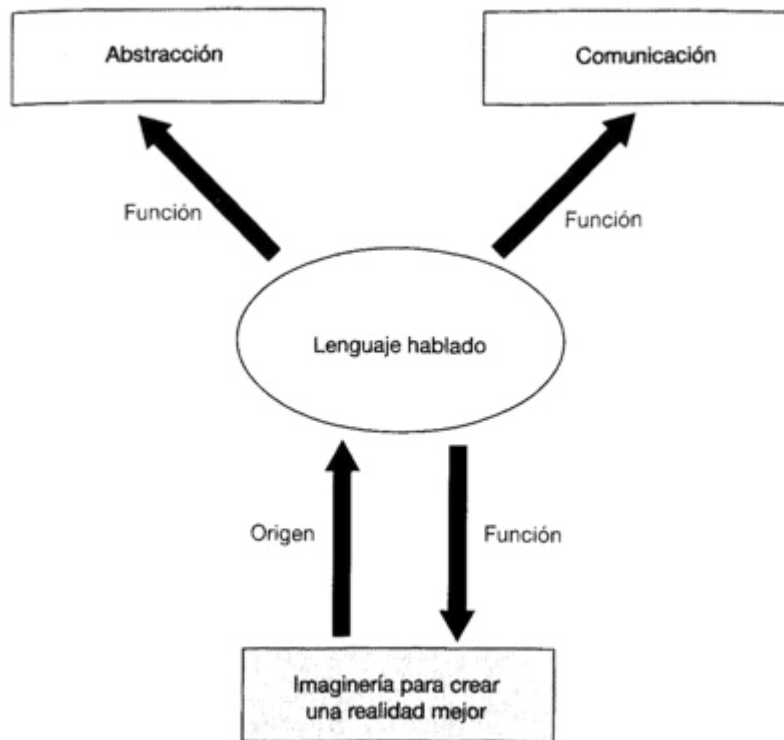 Abstracción
Comunicación
Función
Función
Lenguaje hablado
Origen
Función
Imaginería para crear
una realidad mejor